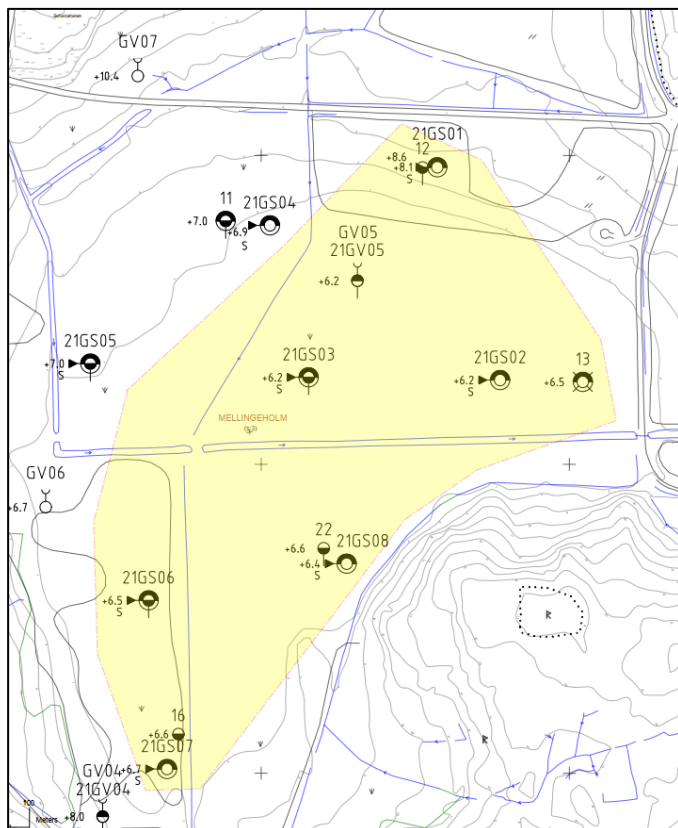 GV07
+10.4
21GS01
12
+8.6
+8.1
S
11
21GS04
+7.0
+6.9
S
GV05
21GV05
+6.2
21GS05
+7.0
S
21GS03
+6.2
S
21GS02
+6.2
S
13
+6.5
MELLINGEHOLM
GV06
+6.7
22
+6.6
21GS08
+6.4
S
21GS06
+6.5
S
16
+6.6
21GS07
GV04
+6.7
S
21GV04
+8.0
R
R
100
Meters